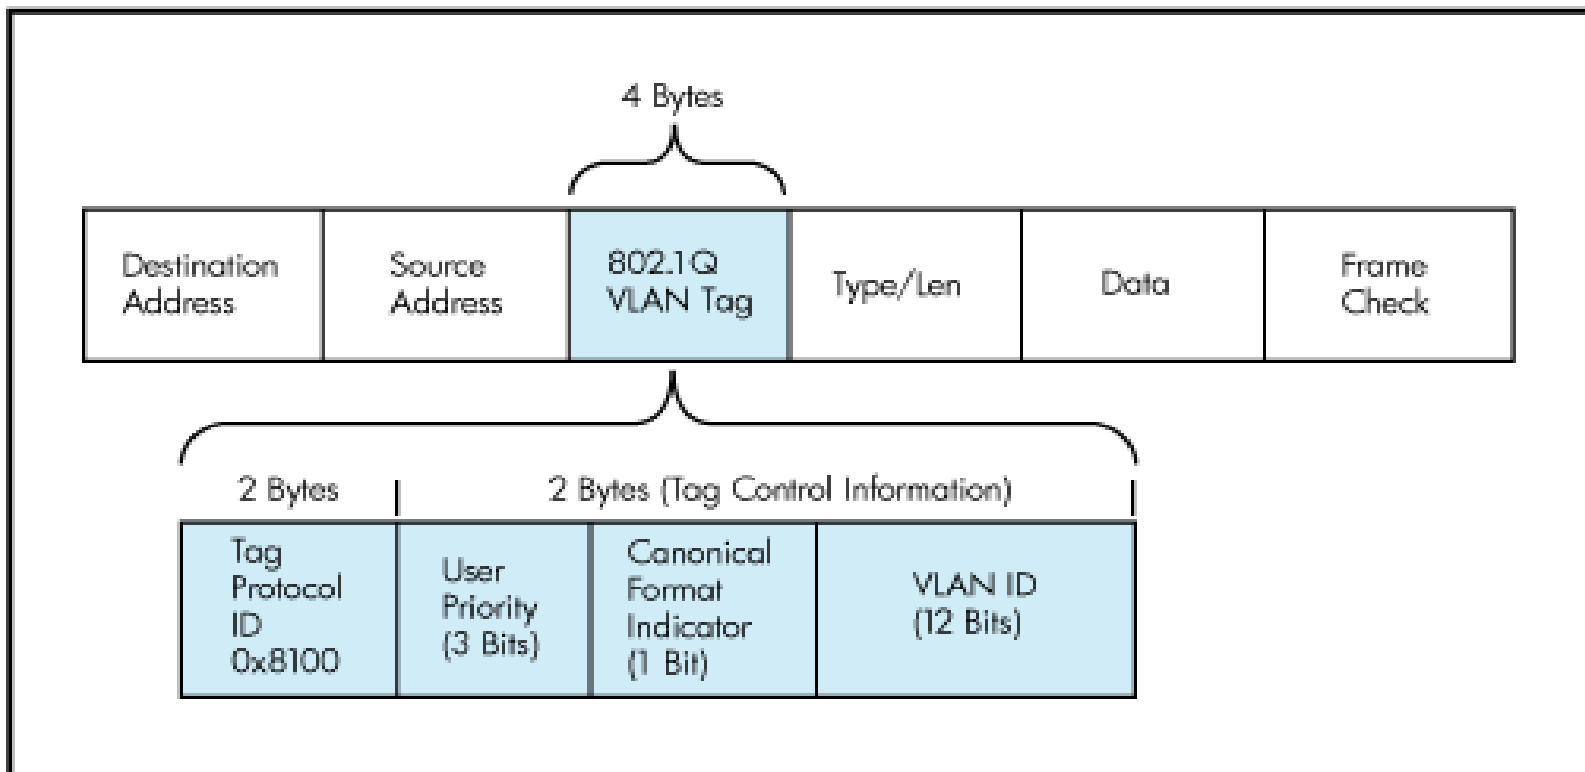 4 Bytes
Destination
Address
Source
Address
802.1Q
VLAN Tag
Type/Len
Data
Frame
Check
2 Bytes
2 Bytes (Tag Control Information)
Tag
Protocol
ID
0x8100
User
Priority
(3 Bits)
Canonical
Format
Indicator
(1 Bit)
VLAN ID
(12 Bits)